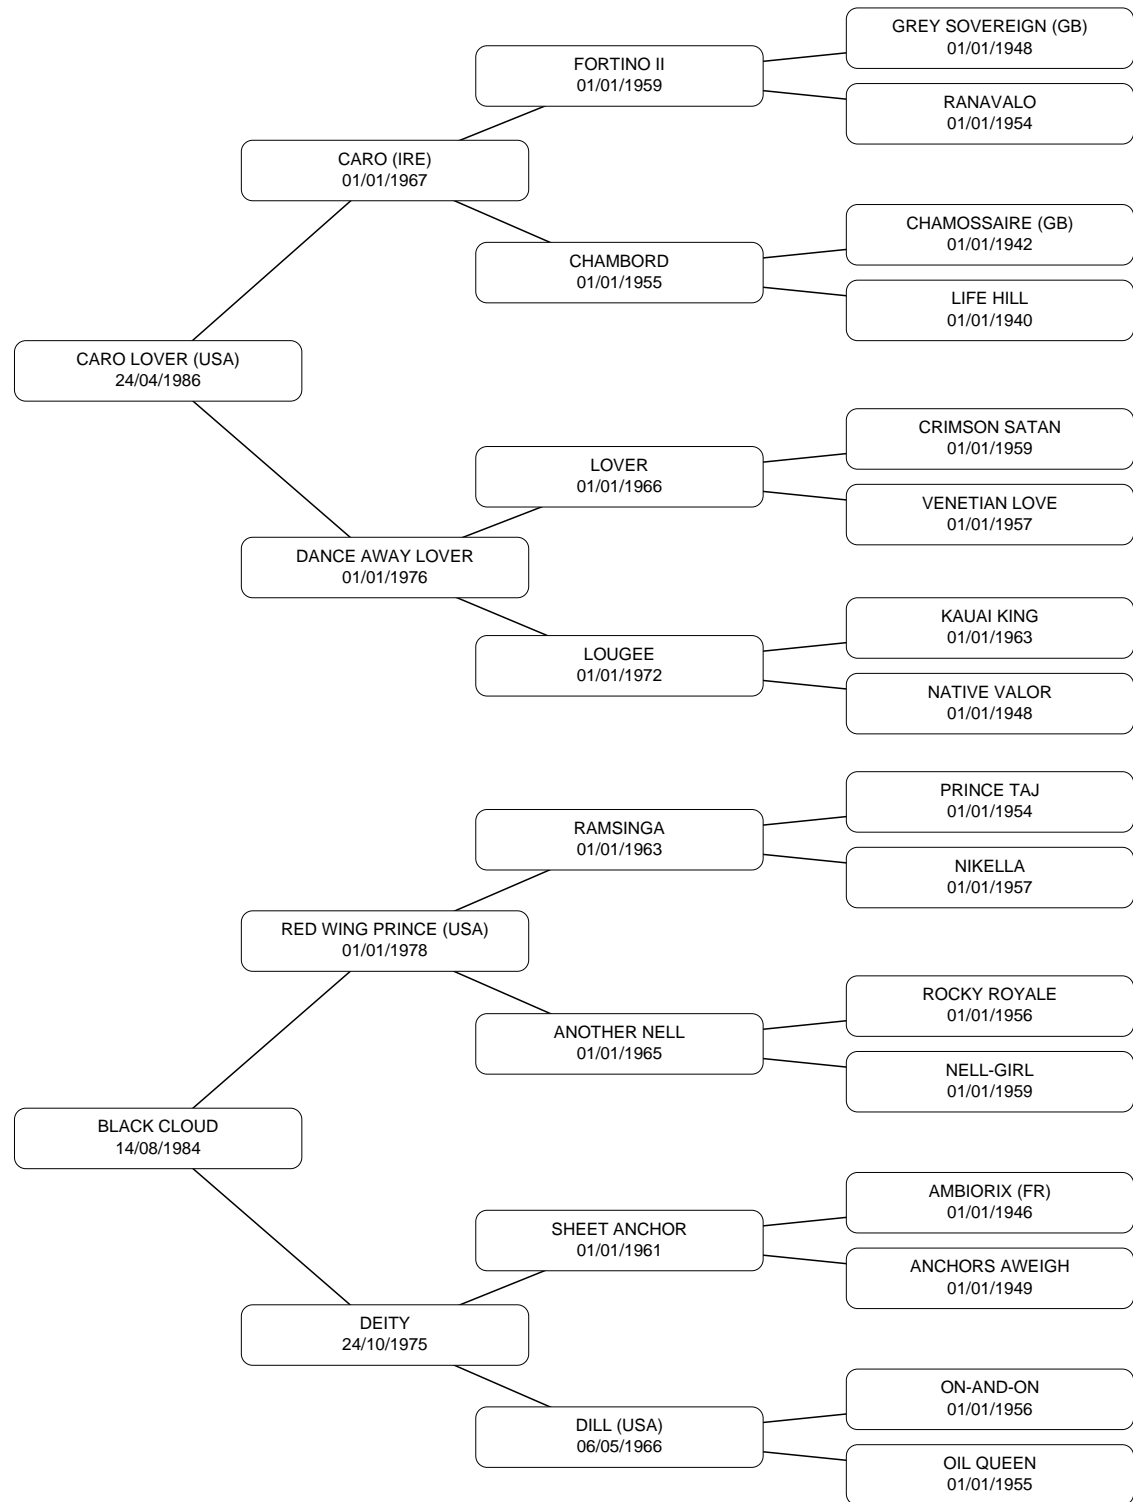 GREY SOVEREIGN (GB)
01/01/1948
FORTINO II
01/01/1959
RANAVALO
01/01/1954
CARO (IRE)
01/01/1967
CHAMOSSAIRE (GB)
01/01/1942
CHAMBORD
01/01/1955
LIFE HILL
01/01/1940
CARO LOVER (USA)
24/04/1986
CRIMSON SATAN
01/01/1959
LOVER
01/01/1966
VENETIAN LOVE
01/01/1957
DANCE AWAY LOVER
01/01/1976
KAUAI KING
01/01/1963
LOUGEE
01/01/1972
NATIVE VALOR
01/01/1948
PRINCE TAJ
01/01/1954
RAMSINGA
01/01/1963
NIKELLA
01/01/1957
RED WING PRINCE (USA)
01/01/1978
ROCKY ROYALE
01/01/1956
ANOTHER NELL
01/01/1965
NELL-GIRL
01/01/1959
BLACK CLOUD
14/08/1984
AMBIORIX (FR)
01/01/1946
SHEET ANCHOR
01/01/1961
ANCHORS AWEIGH
01/01/1949
DEITY
24/10/1975
ON-AND-ON
01/01/1956
DILL (USA)
06/05/1966
OIL QUEEN
01/01/1955